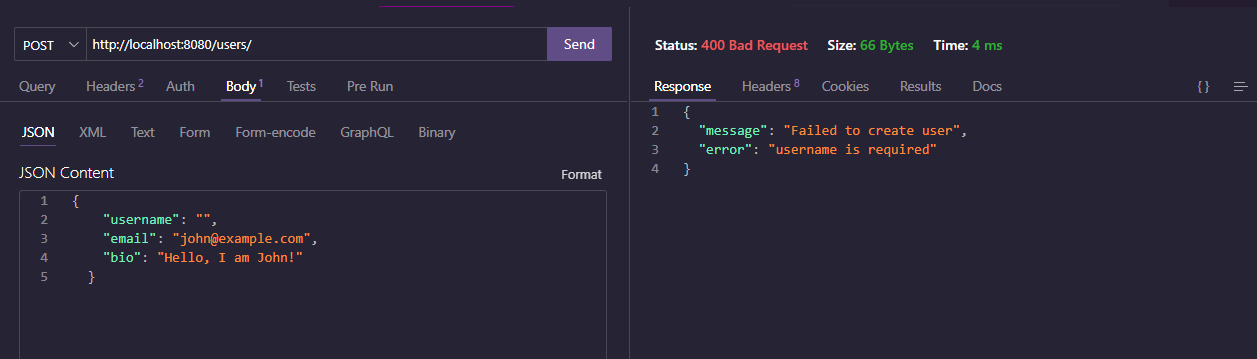 POST http://localhost:8080/users/ Send
Query Headers 2 Auth Body 1 Tests Pre Run
JSON XML Text Form Form-encode GraphQL Binary
JSON Content Format
1 {
2 "username": "",
3 "email": "john@example.com",
4 "bio": "Hello, I am John!"
5 }
Status: 400 Bad Request Size: 66 Bytes Time: 4 ms
Response Headers 8 Cookies Results Docs { }
1 {
2 "message": "Failed to create user",
3 "error": "username is required"
4 }